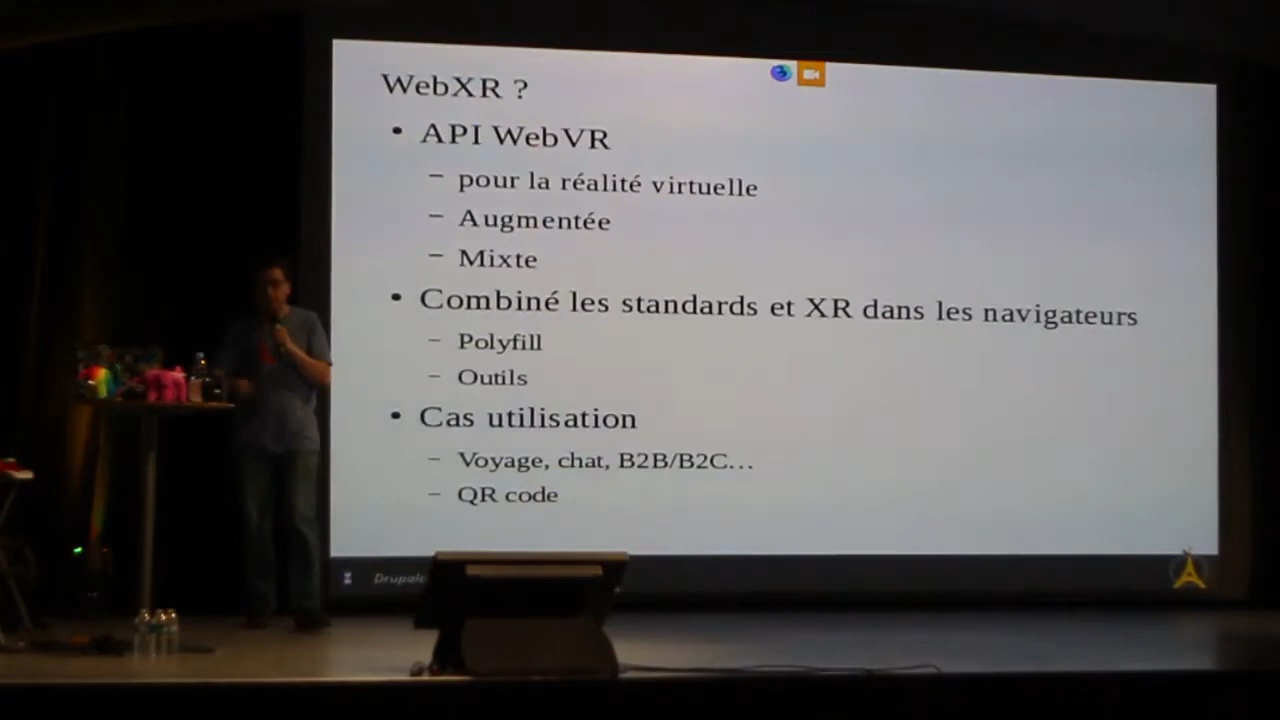 WebXR ?
• API WebVR
– pour la réalité virtuelle
– Augmentée
– Mixte
• Combiné les standards et XR dans les navigateurs
– Polyfill
– Outils
• Cas utilisation
– Voyage, chat, B2B/B2C…
– QR code